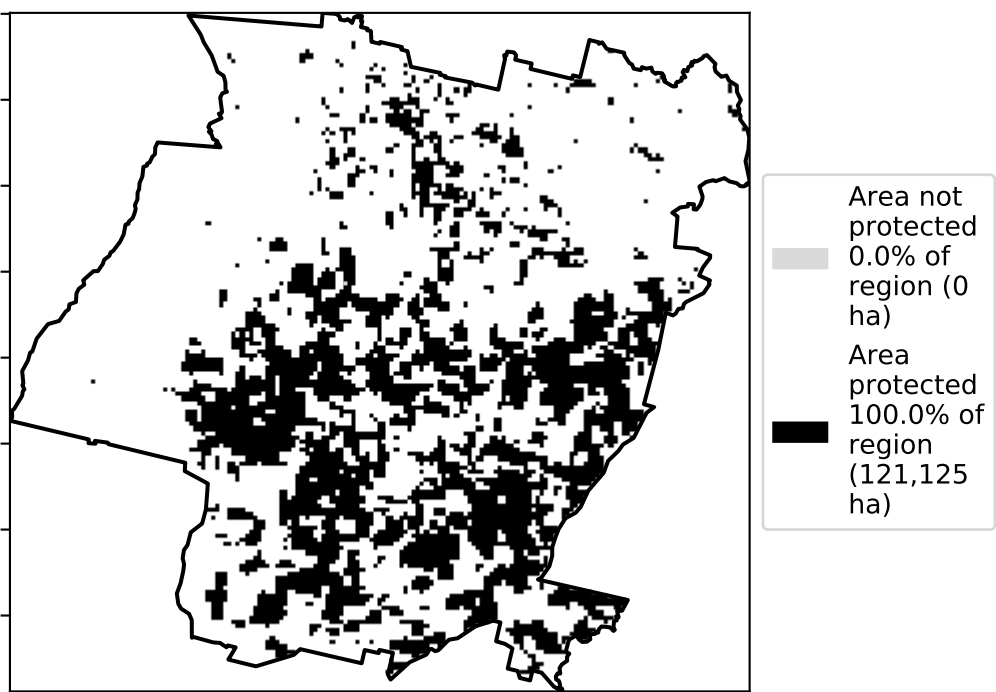 Area not
protected
0.0% of
region (0
ha)
Area
protected
100.0% of
region
(121,125
ha)